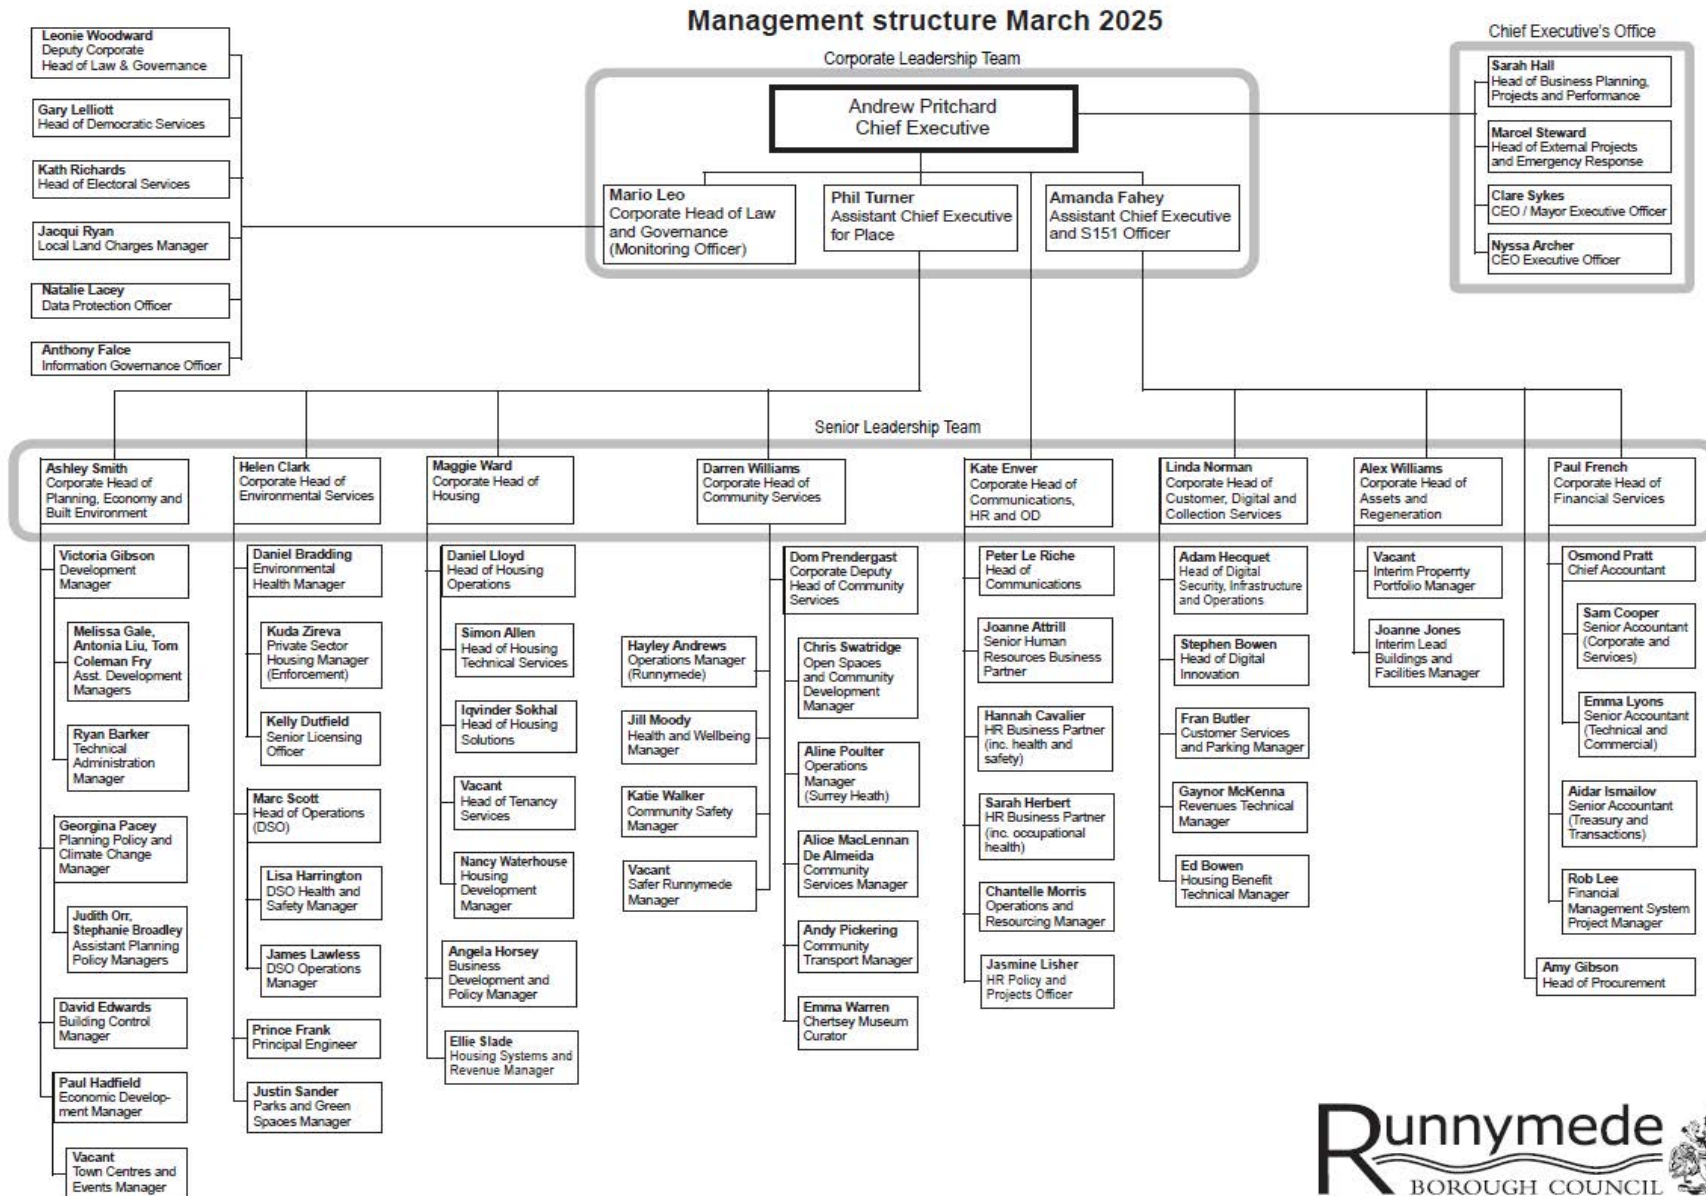 Management structure March 2025
Leonie Woodward
Deputy Corporate
Head of Law & Governance
Gary Lelliott
Head of Democratic Services
Kath Richards
Head of Electoral Services
Jacqui Ryan
Local Land Charges Manager
Natalie Lacey
Data Protection Officer
Anthony Falce
Information Governance Officer
Corporate Leadership Team
Andrew Pritchard
Chief Executive
Mario Leo
Corporate Head of Law
and Governance
(Monitoring Officer)
Phil Turner
Assistant Chief Executive
for Place
Amanda Fahey
Assistant Chief Executive
and S151 Officer
Chief Executive's Office
Sarah Hall
Head of Business Planning,
Projects and Performance
Marcel Steward
Head of External Projects
and Emergency Response
Clare Sykes
CEO / Mayor Executive Officer
Nyssa Archer
CEO Executive Officer
Senior Leadership Team
Ashley Smith
Corporate Head of
Planning, Economy and
Built Environment
Victoria Gibson
Development
Manager
Melissa Gale,
Antonia Liu, Tom
Coleman Fry
Asst. Development
Managers
Ryan Barker
Technical
Administration
Manager
Georgina Pacey
Planning Policy and
Climate Change
Manager
Judith Orr,
Stephanie Broadley
Assistant Planning
Policy Managers
David Edwards
Building Control
Manager
Paul Hadfield
Economic Develop-
ment Manager
Vacant
Town Centres and
Events Manager
Helen Clark
Corporate Head of
Environmental Services
Daniel Bradding
Environmental
Health Manager
Kuda Zireva
Private Sector
Housing Manager
(Enforcement)
Kelly Dutfield
Senior Licensing
Officer
Marc Scott
Head of Operations
(DSO)
Lisa Harrington
DSO Health and
Safety Manager
James Lawless
DSO Operations
Manager
Prince Frank
Principal Engineer
Justin Sander
Parks and Green
Spaces Manager
Maggie Ward
Corporate Head of
Housing
Daniel Lloyd
Head of Housing
Operations
Simon Allen
Head of Housing
Technical Services
Iqvinder Sokhal
Head of Housing
Solutions
Vacant
Head of Tenancy
Services
Nancy Waterhouse
Housing
Development
Manager
Angela Horsey
Business
Development and
Policy Manager
Ellie Slade
Housing Systems and
Revenue Manager
Darren Williams
Corporate Head of
Community Services
Hayley Andrews
Operations Manager
(Runnymede)
Jill Moody
Health and Wellbeing
Manager
Katie Walker
Community Safety
Manager
Vacant
Safer Runnymede
Manager
Dom Prendergast
Corporate Deputy
Head of Community
Services
Chris Swatridge
Open Spaces
and Community
Development
Manager
Aline Poulter
Operations
Manager
(Surrey Heath)
Alice MacLennan
De Almeida
Community
Services Manager
Andy Pickering
Community
Transport Manager
Emma Warren
Chertsey Museum
Curator
Kate Enver
Corporate Head of
Communications,
HR and OD
Peter Le Riche
Head of
Communications
Joanne Attrill
Senior Human
Resources Business
Partner
Hannah Cavalier
HR Business Partner
(inc. health and
safety)
Sarah Herbert
HR Business Partner
(inc. occupational
health)
Chantelle Morris
Operations and
Resourcing Manager
Jasmine Lisher
HR Policy and
Projects Officer
Linda Norman
Corporate Head of
Customer, Digital and
Collection Services
Adam Hecquet
Head of Digital
Security, Infrastructure
and Operations
Stephen Bowen
Head of Digital
Innovation
Fran Butler
Customer Services
and Parking Manager
Gaynor McKenna
Revenues Technical
Manager
Ed Bowen
Housing Benefit
Technical Manager
Alex Williams
Corporate Head of
Assets and
Regeneration
Vacant
Interim Properrty
Portfolio Manager
Joanne Jones
Interim Lead
Buildings and
Facilities Manager
Paul French
Corporate Head of
Financial Services
Osmond Pratt
Chief Accountant
Sam Cooper
Senior Accountant
(Corporate and
Services)
Emma Lyons
Senior Accountant
(Technical and
Commercial)
Aidar Ismailov
Senior Accountant
(Treasury and
Transactions)
Rob Lee
Financial
Management System
Project Manager
Amy Gibson
Head of Procurement
Runnymede
BOROUGH COUNCIL